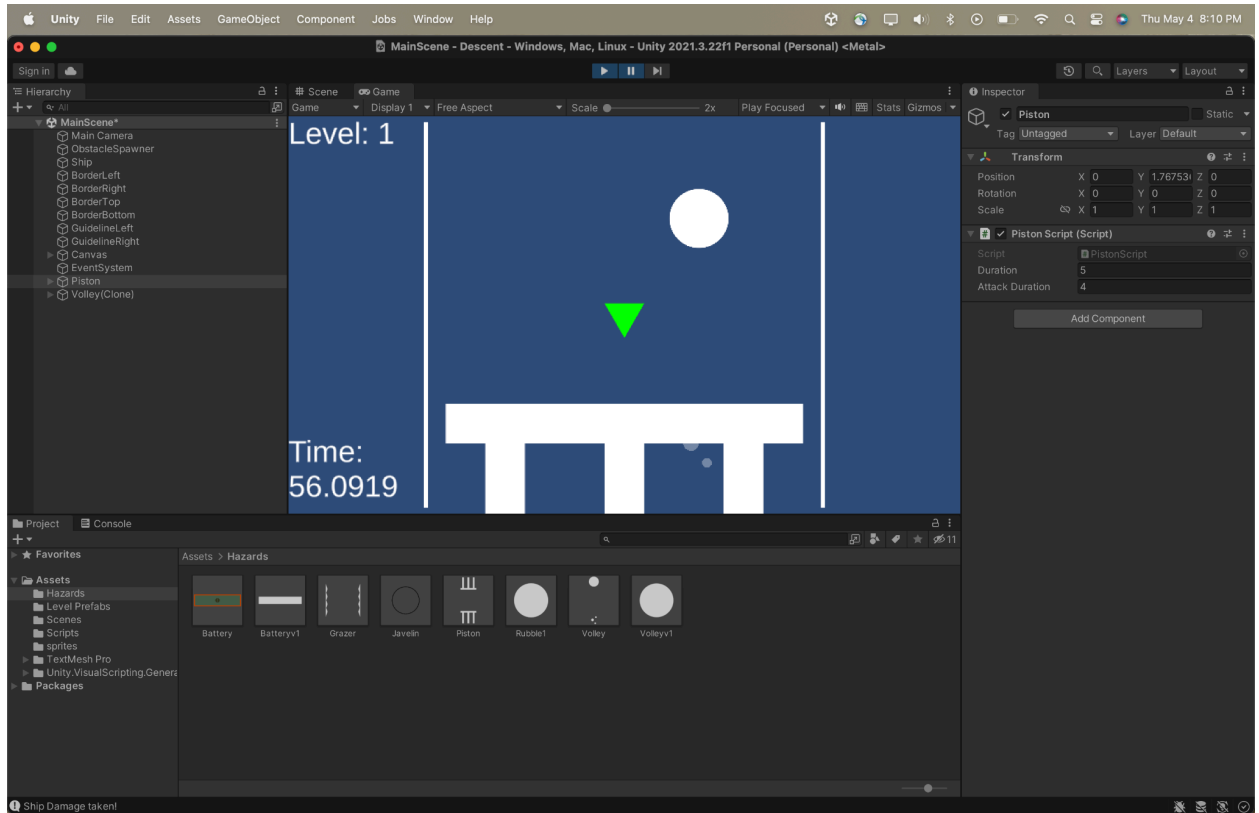 Unity File Edit Assets GameObject Component Jobs Window Help Thu May 4 8:10 PM
MainScene - Descent - Windows, Mac, Linux - Unity 2021.3.22f1 Personal (Personal) <Metal>
Sign in Layers Layout
Hierarchy
All
MainScene*
Main Camera
ObstacleSpawner
Ship
BorderLeft
BorderRight
BorderTop
BorderBottom
GuidelineLeft
GuidelineRight
Canvas
EventSystem
Piston
Volley(Clone)
Scene Game
Game Display 1 Free Aspect Scale 2x Play Focused Stats Gizmos
Level: 1
Time:
56.0919
Inspector
Piston Static
Tag Untagged Layer Default
Transform
Position X 0 Y 1.76753 Z 0
Rotation X 0 Y 0 Z 0
Scale X 1 Y 1 Z 1
# Piston Script (Script)
Script PistonScript
Duration 5
Attack Duration 4
Add Component
Project Console
11
Favorites
Assets
Hazards
Level Prefabs
Scenes
Scripts
sprites
TextMesh Pro
Unity.VisualScripting.Genera
Packages
Assets > Hazards
Battery Batteryv1 Grazer Javelin Piston Rubble1 Volley Volleyv1
Ship Damage taken!